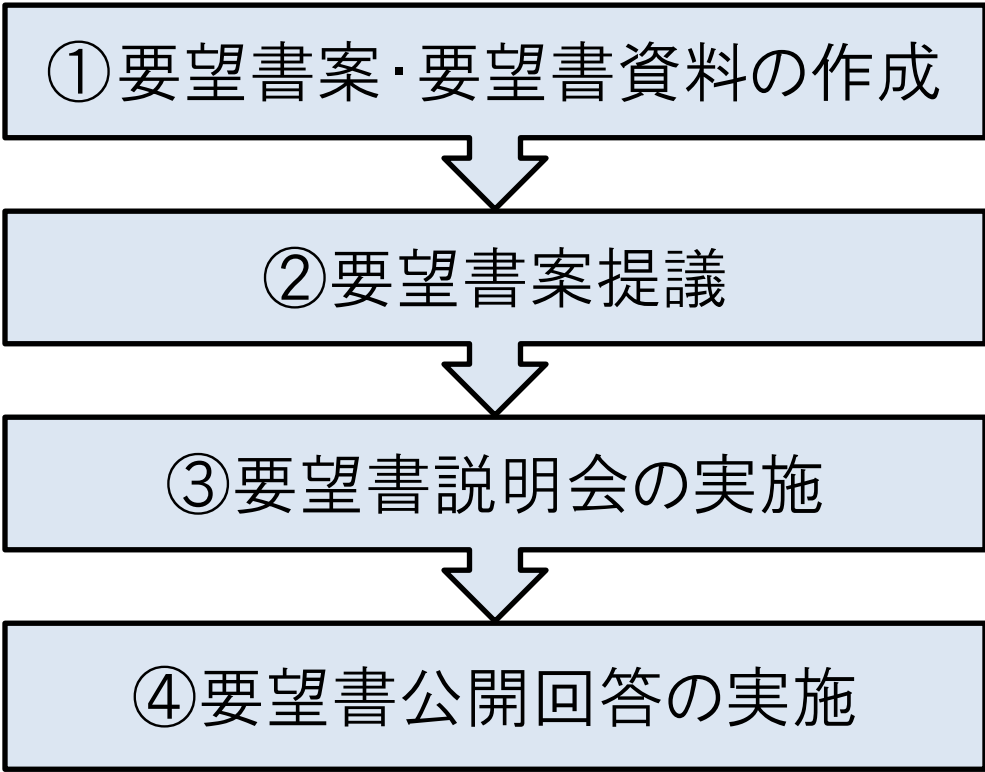 ①要望書案・要望書資料の作成
②要望書案提議
③要望書説明会の実施
④要望書公開回答の実施